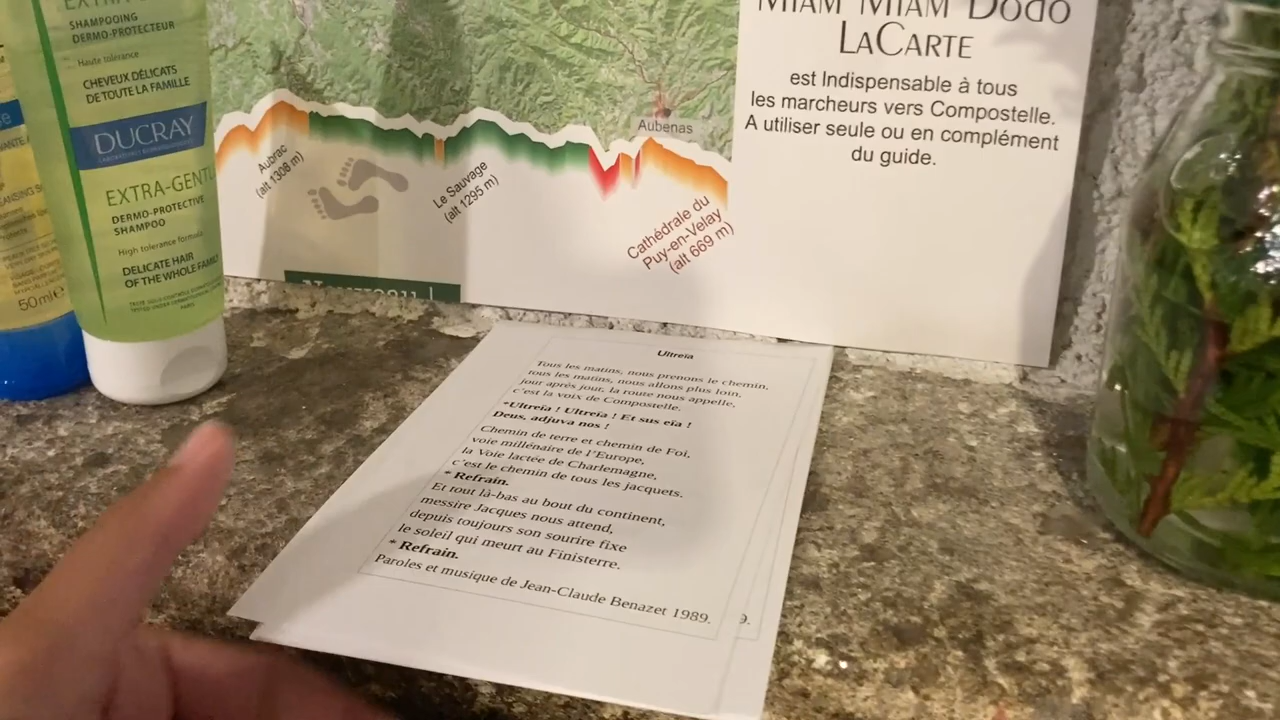 SHAMPOOING
DERMO-PROTECTEUR
Haute tolérance
CHEVEUX DÉLICATS
DE TOUTE LA FAMILLE
DUCRAY
EXTRA-GENTL
DERMO-PROTECTIVE
SHAMPOO
High tolerance formula
DELICATE HAIR
OF THE WHOLE FAMILY
50ml e
Aubrac
(alt 1308 m)
Le Sauvage
(alt 1295 m)
Aubenas
Cathédrale du
Puy-en-Velay
(alt 669 m)
Nouveau !
MIAM MIAM DODO
LACARTE
est Indispensable à tous
les marcheurs vers Compostelle.
A utiliser seule ou en complément
du guide.
Ultreïa
Tous les matins, nous prenons le chemin,
tous les matins, nous allons plus loin,
jour après jour, la route nous appelle,
c'est la voix de Compostelle.
*Ultreïa ! Ultreïa ! Et sus eïa !
Deus, adjuva nos !
Chemin de terre et chemin de Foi,
voie millénaire de l'Europe,
la Voie lactée de Charlemagne,
c'est le chemin de tous les jacquets.
* Refrain.
Et tout là-bas au bout du continent,
messire Jacques nous attend,
depuis toujours son sourire fixe
le soleil qui meurt au Finisterre.
* Refrain.
Paroles et musique de Jean-Claude Benazet 1989.
9.